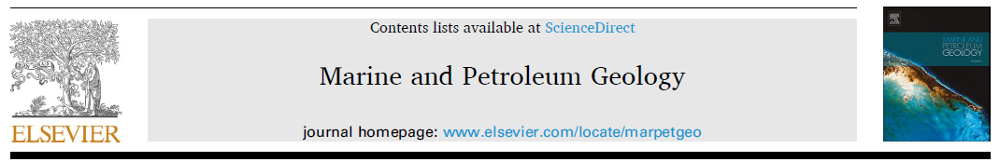 Contents lists available at ScienceDirect
Marine and Petroleum Geology
journal homepage: www.elsevier.com/locate/marpetgeo
ELSEVIER
MARINE AND
PETROLEUM
GEOLOGY